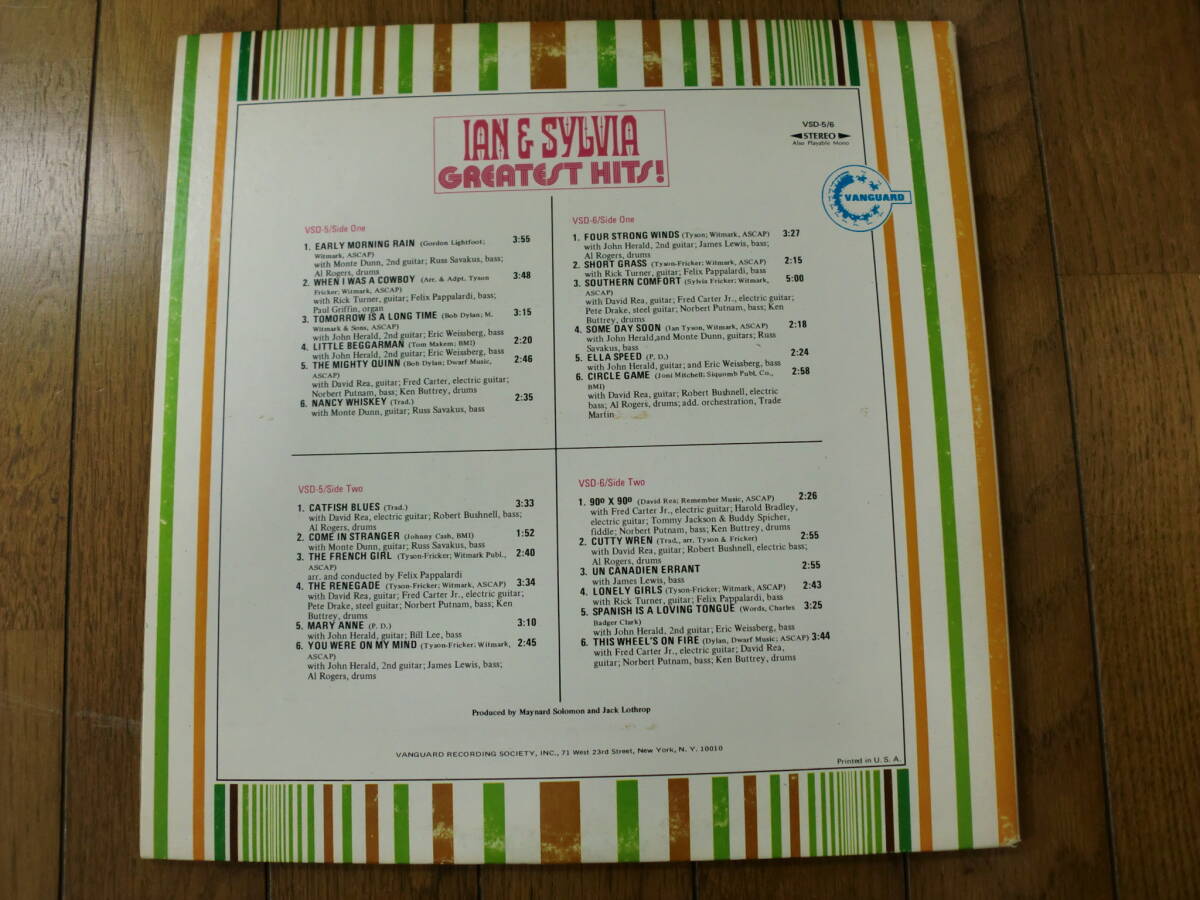 IAN & SYLVIA
GREATEST HITS!
VSD-5/6
STEREO
Also Playable Mono
VANGUARD
VSD-5/Side One
1. EARLY MORNING RAIN (Gordon Lightfoot; 3:55
Witmark, ASCAP)
with Monte Dunn, 2nd guitar; Russ Savakus, bass;
Al Rogers, drums
2. WHEN I WAS A COWBOY (Arr. & Adpt, Tyson 3:48
Fricker; Witmark, ASCAP)
with Rick Turner, guitar; Felix Pappalardi, bass;
Paul Griffin, organ
3. TOMORROW IS A LONG TIME (Bob Dylan; M. 3:15
Witmark & Sons, ASCAP)
with John Herald, 2nd guitar; Eric Weissberg, bass
4. LITTLE BEGGARMAN (Tom Makem; BMI) 2:20
with John Herald, 2nd guitar; Eric Weissberg, bass
5. THE MIGHTY QUINN (Bob Dylan; Dwarf Music, 2:46
ASCAP)
with David Rea, guitar; Fred Carter, electric guitar;
Norbert Putnam, bass; Ken Buttrey, drums
6. NANCY WHISKEY (Trad.) 2:35
with Monte Dunn, guitar; Russ Savakus, bass
VSD-6/Side One
1. FOUR STRONG WINDS (Tyson; Witmark, ASCAP) 3:27
with John Herald, 2nd guitar; James Lewis, bass;
Al Rogers, drums
2. SHORT GRASS (Tyson-Fricker; Witmark, ASCAP) 2:15
with Rick Turner, guitar; Felix Pappalardi, bass
3. SOUTHERN COMFORT (Sylvia Fricker; Witmark, 5:00
ASCAP)
with David Rea, guitar; Fred Carter Jr., electric guitar;
Pete Drake, steel guitar; Norbert Putnam, bass; Ken
Buttrey, drums
4. SOME DAY SOON (Ian Tyson, Witmark, ASCAP) 2:18
with John Herald,and Monte Dunn, guitars; Russ
Savakus, bass
5. ELLA SPEED (P. D.) 2:24
with John Herald, guitar; and Eric Weissberg, bass
6. CIRCLE GAME (Joni Mitchell; Siquomb Publ, Co., 2:58
BMI)
with David Rea, guitar; Robert Bushnell, electric
bass; Al Rogers, drums; add. orchestration, Trade
Martin
VSD-5/Side Two
1. CATFISH BLUES (Trad.) 3:33
with David Rea, electric guitar; Robert Bushnell, bass;
Al Rogers, drums
2. COME IN STRANGER (Johnny Cash, BMI) 1:52
with Monte Dunn, guitar; Russ Savakus, bass
3. THE FRENCH GIRL (Tyson-Fricker; Witmark Publ., 2:40
ASCAP)
arr. and conducted by Felix Pappalardi
4. THE RENEGADE (Tyson-Fricker; Witmark, ASCAP) 3:34
with David Rea, guitar; Fred Carter, electric guitar;
Pete Drake, steel guitar; Norbert Putnam, bass; Ken
Buttrey, drums
5. MARY ANNE (P. D.) 3:10
with John Herald, guitar; Bill Lee, bass
6. YOU WERE ON MY MIND (Tyson-Fricker; Witmark, 2:45
ASCAP)
with John Herald, 2nd guitar; James Lewis, bass;
Al Rogers, drums
VSD-6/Side Two
1. 90º X 90º (David Rea; Remember Music, ASCAP) 2:26
with Fred Carter Jr., electric guitar; Harold Bradley,
electric guitar; Tommy Jackson & Buddy Spicher,
fiddle; Norbert Putnam, bass; Ken Buttrey, drums
2. CUTTY WREN (Trad., arr. Tyson & Fricker) 2:55
with David Rea, guitar; Robert Bushnell, electric bass;
Al Rogers, drums
3. UN CANADIEN ERRANT 2:55
with James Lewis, bass
4. LONELY GIRLS (Tyson-Fricker; Witmark, ASCAP) 2:43
with Rick Turner, guitar; Felix Pappalardi, bass
5. SPANISH IS A LOVING TONGUE (Words, Charles 3:25
Badger Clark)
with John Herald, 2nd guitar; Eric Weissberg, bass
6. THIS WHEEL'S ON FIRE (Dylan, Dwarf Music; ASCAP) 3:44
with Fred Carter Jr., electric guitar; David Rea,
guitar; Norbert Putnam, bass; Ken Buttrey, drums
Produced by Maynard Solomon and Jack Lothrop
VANGUARD RECORDING SOCIETY, INC., 71 West 23rd Street, New York, N. Y. 10010
Printed in U. S. A.